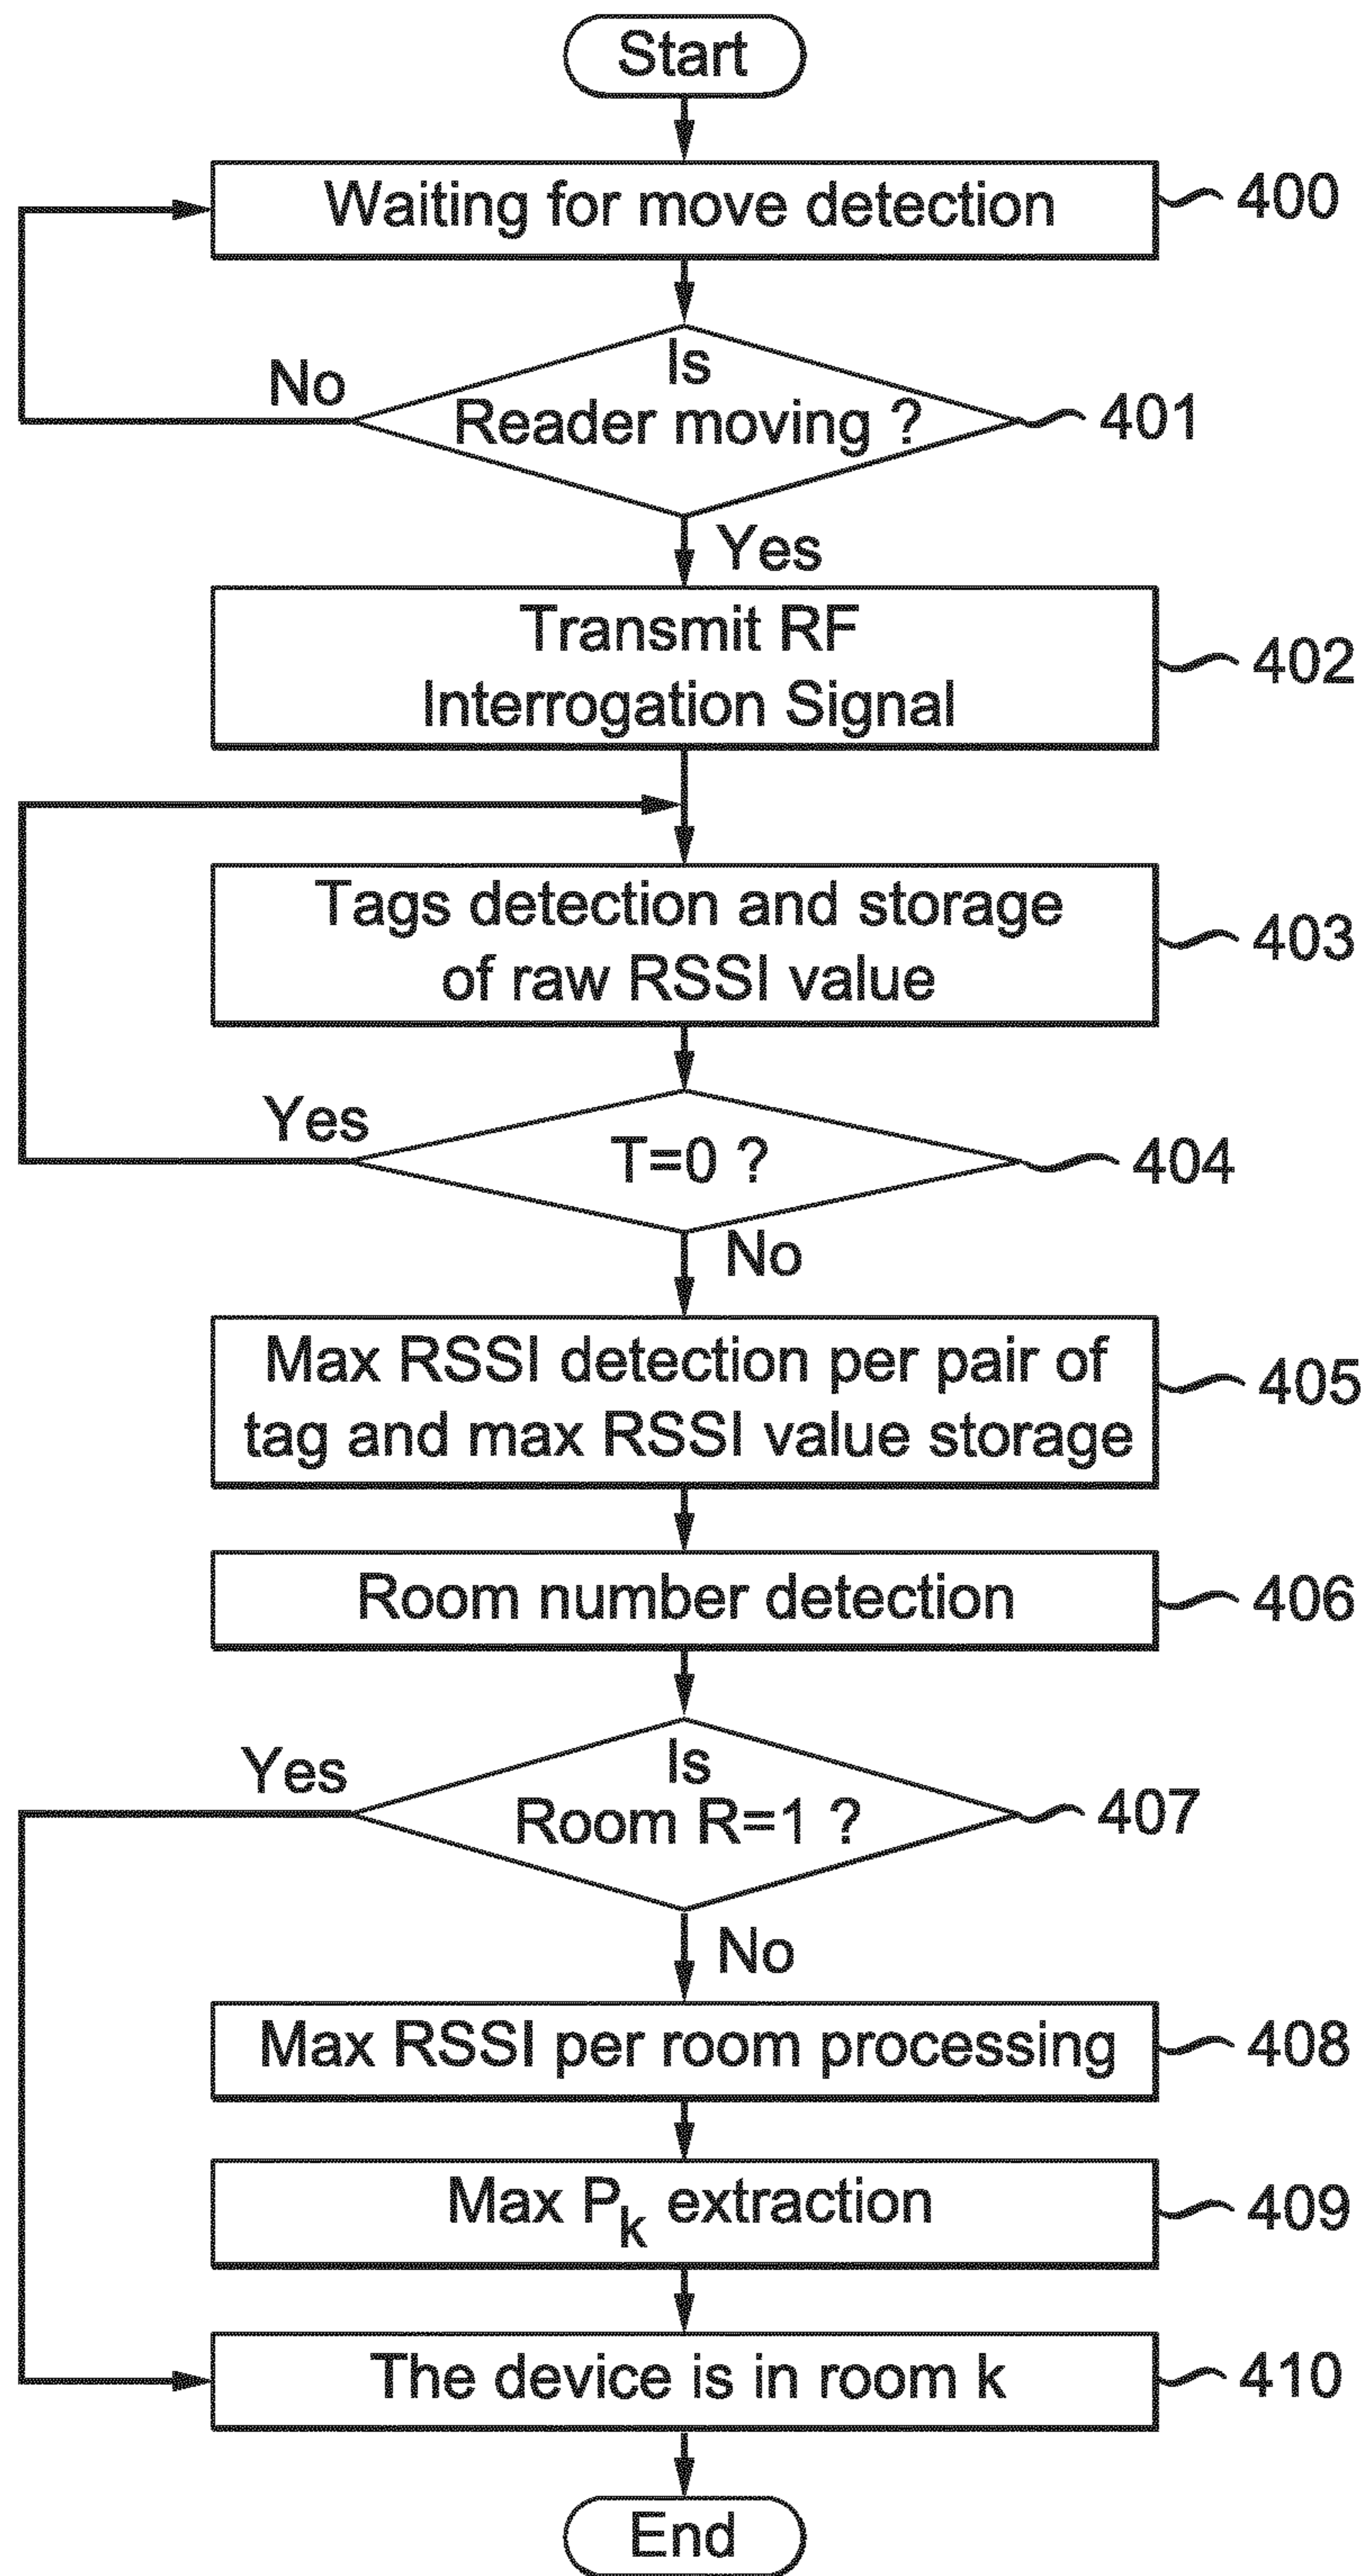 Start
Waiting for move detection
400
Is
Reader moving ?
401
No
Yes
Transmit RF
Interrogation Signal
402
Tags detection and storage
of raw RSSI value
403
Yes
T=0 ?
404
No
Max RSSI detection per pair of
tag and max RSSI value storage
405
Room number detection
406
Yes
Is
Room R=1 ?
407
No
Max RSSI per room processing
408
Max Pk extraction
409
The device is in room k
410
End